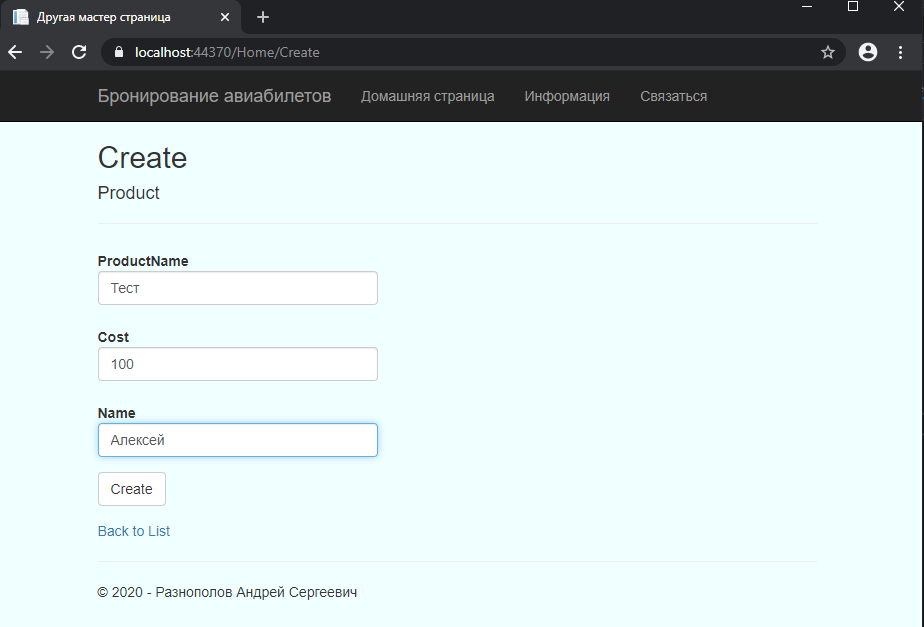 Другая мастер страница
localhost:44370/Home/Create
Бронирование авиабилетов Домашняя страница Информация Связаться
Create
Product
ProductName
Тест
Cost
100
Name
Алексей
Create
Back to List
© 2020 - Разнополов Андрей Сергеевич